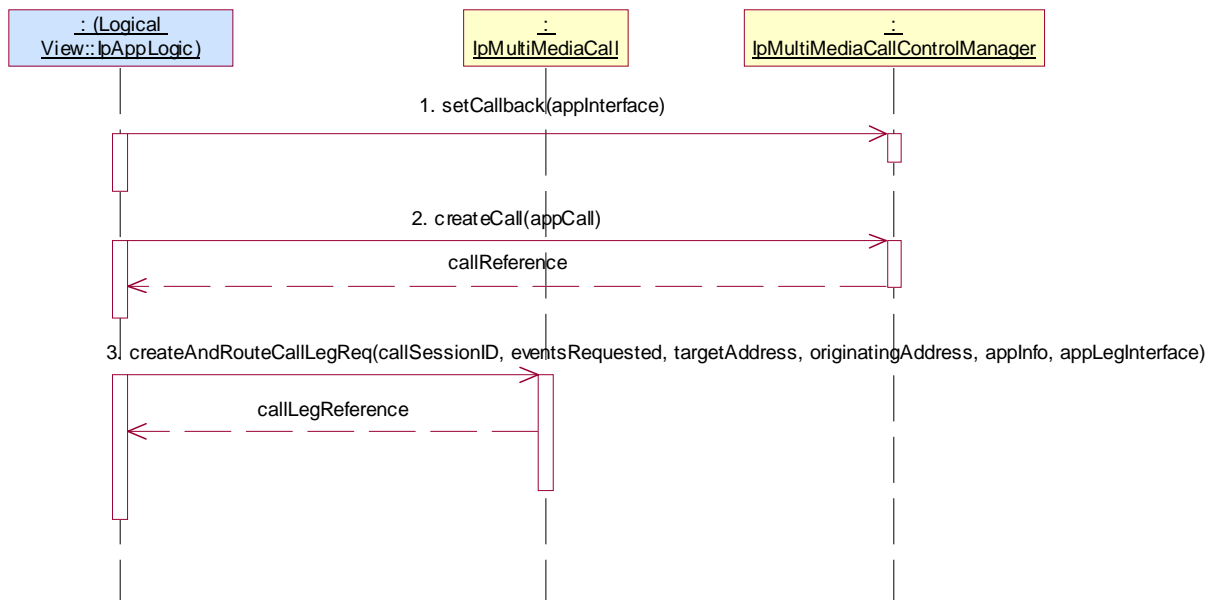 : (Logical
View::IpAppLogic)
:
IpMultiMediaCall
:
IpMultiMediaCallControlManager
1. setCallback(appInterface)
2. createCall(appCall)
callReference
3. createAndRouteCallLegReq(callSessionID, eventsRequested, targetAddress, originatingAddress, appInfo, appLegInterface)
callLegReference